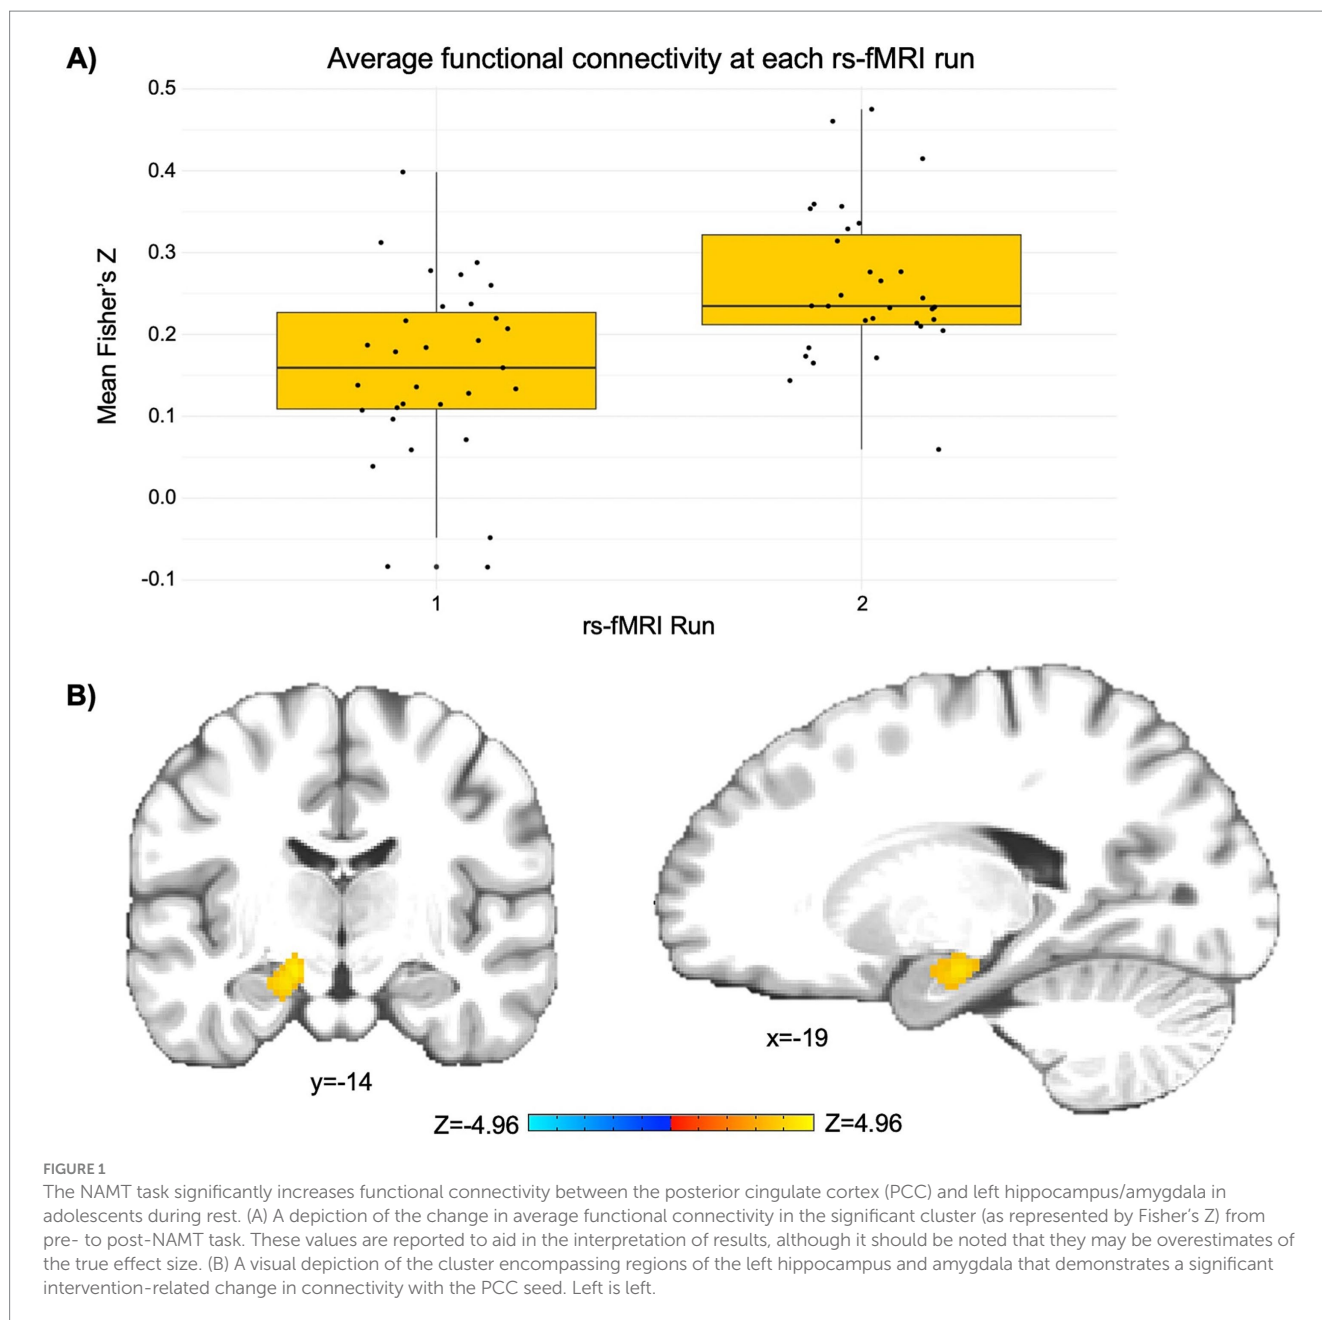 A)
Average functional connectivity at each rs-fMRI run
0.5
0.4
0.3
0.2
0.1
0.0
-0.1
Mean Fisher's Z
1
2
rs-fMRI Run
B)
y=-14
x=-19
Z=-4.96
Z=4.96
FIGURE 1
The NAMT task significantly increases functional connectivity between the posterior cingulate cortex (PCC) and left hippocampus/amygdala in
adolescents during rest. (A) A depiction of the change in average functional connectivity in the significant cluster (as represented by Fisher's Z) from
pre- to post-NAMT task. These values are reported to aid in the interpretation of results, although it should be noted that they may be overestimates of
the true effect size. (B) A visual depiction of the cluster encompassing regions of the left hippocampus and amygdala that demonstrates a significant
intervention-related change in connectivity with the PCC seed. Left is left.